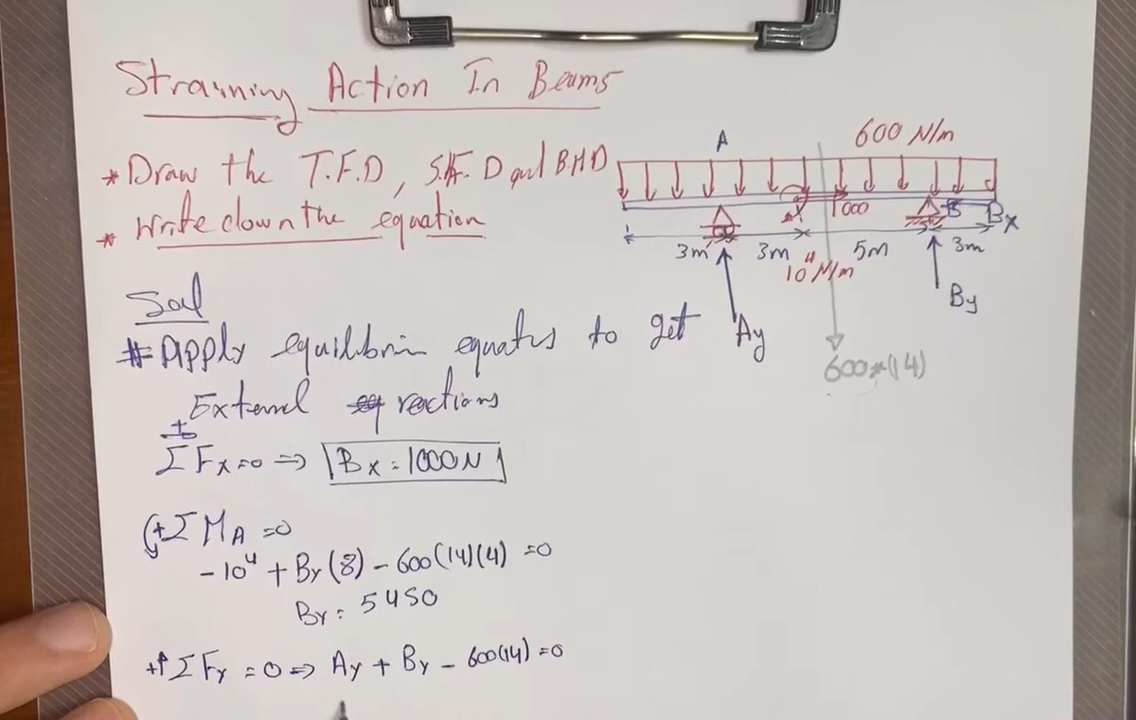 Straining Action In Beams
* Draw the T.F.D, S.F.D and BMD
* Write down the equation
A
600 N/m
1000
B
Bx
3m
3m
5m
3m
10⁴ N/m
Ay
By
600*(14)
Sol
# Apply equilibrium equations to get
External reactions
+
ΣFx=0 ⇒ Bx = 1000N
+ΣMA =0
-10⁴ + By(8) - 600(14)(4) =0
By = 5450
+↑ΣFy =0 ⇒ Ay + By - 600(14) =0